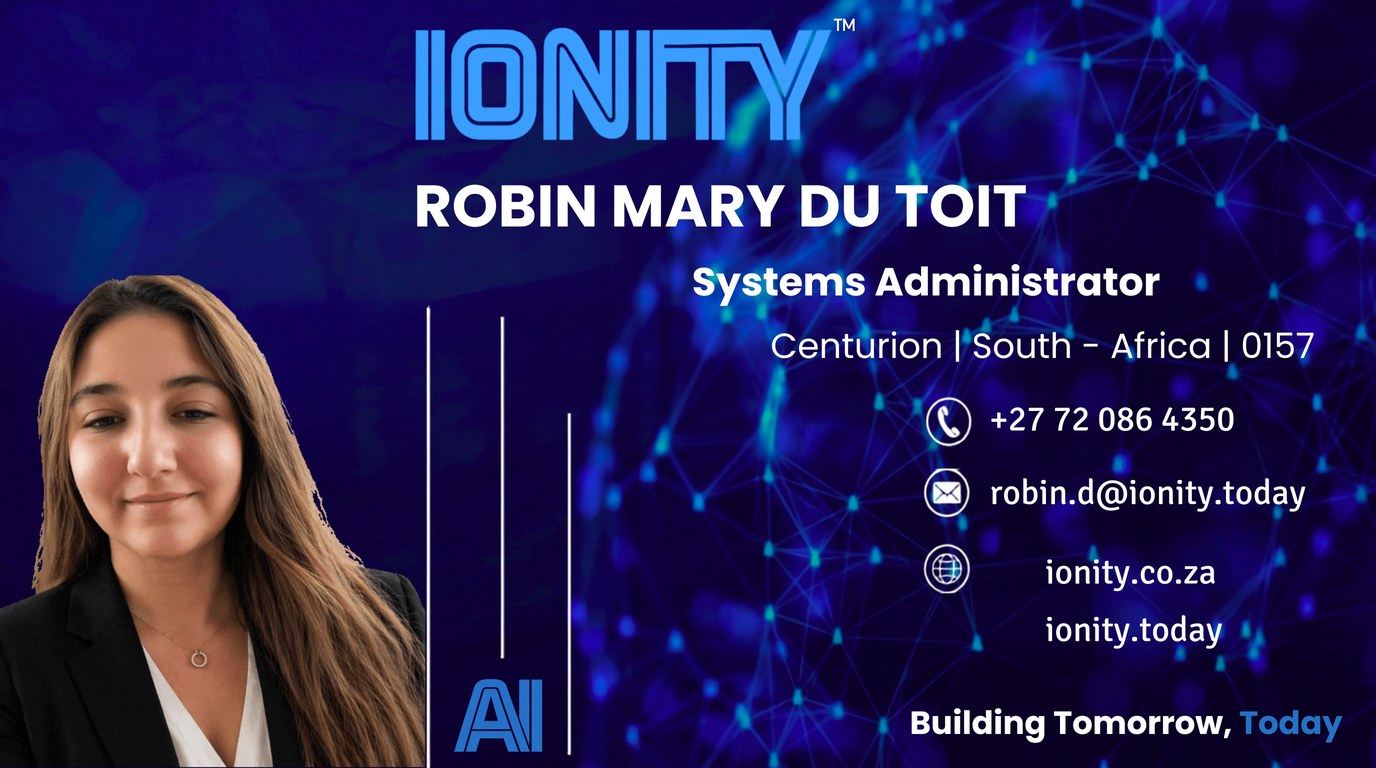 IONITY™
ROBIN MARY DU TOIT
Systems Administrator
Centurion | South - Africa | 0157
+27 72 086 4350
robin.d@ionity.today
ionity.co.za
ionity.today
AI
Building Tomorrow, Today